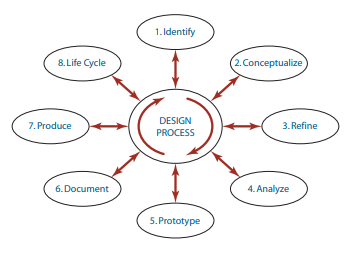 1. Identify
8. Life Cycle
2. Conceptualize
DESIGN
PROCESS
7. Produce
3. Refine
6. Document
4. Analyze
5. Prototype